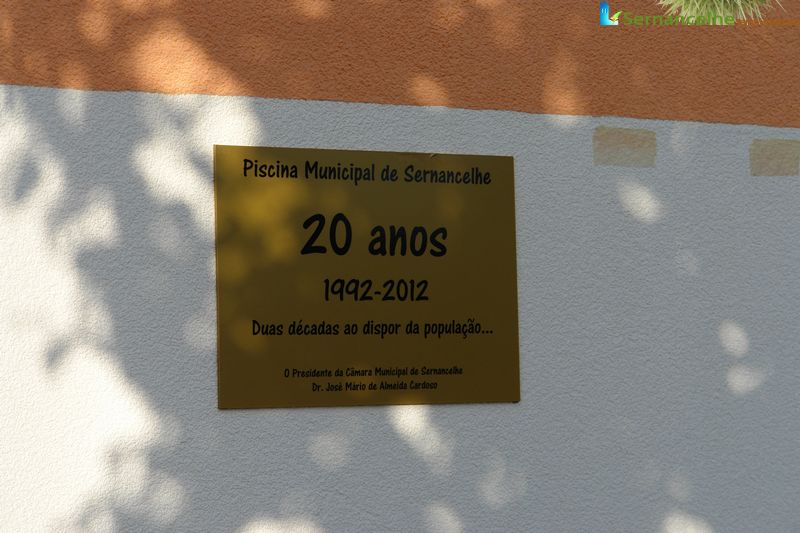 Sernancelhe
Piscina Municipal de Sernancelhe
20 anos
1992-2012
Duas décadas ao dispor da população...
O Presidente da Câmara Municipal de Sernancelhe
Dr. José Mário de Almeida Cardoso